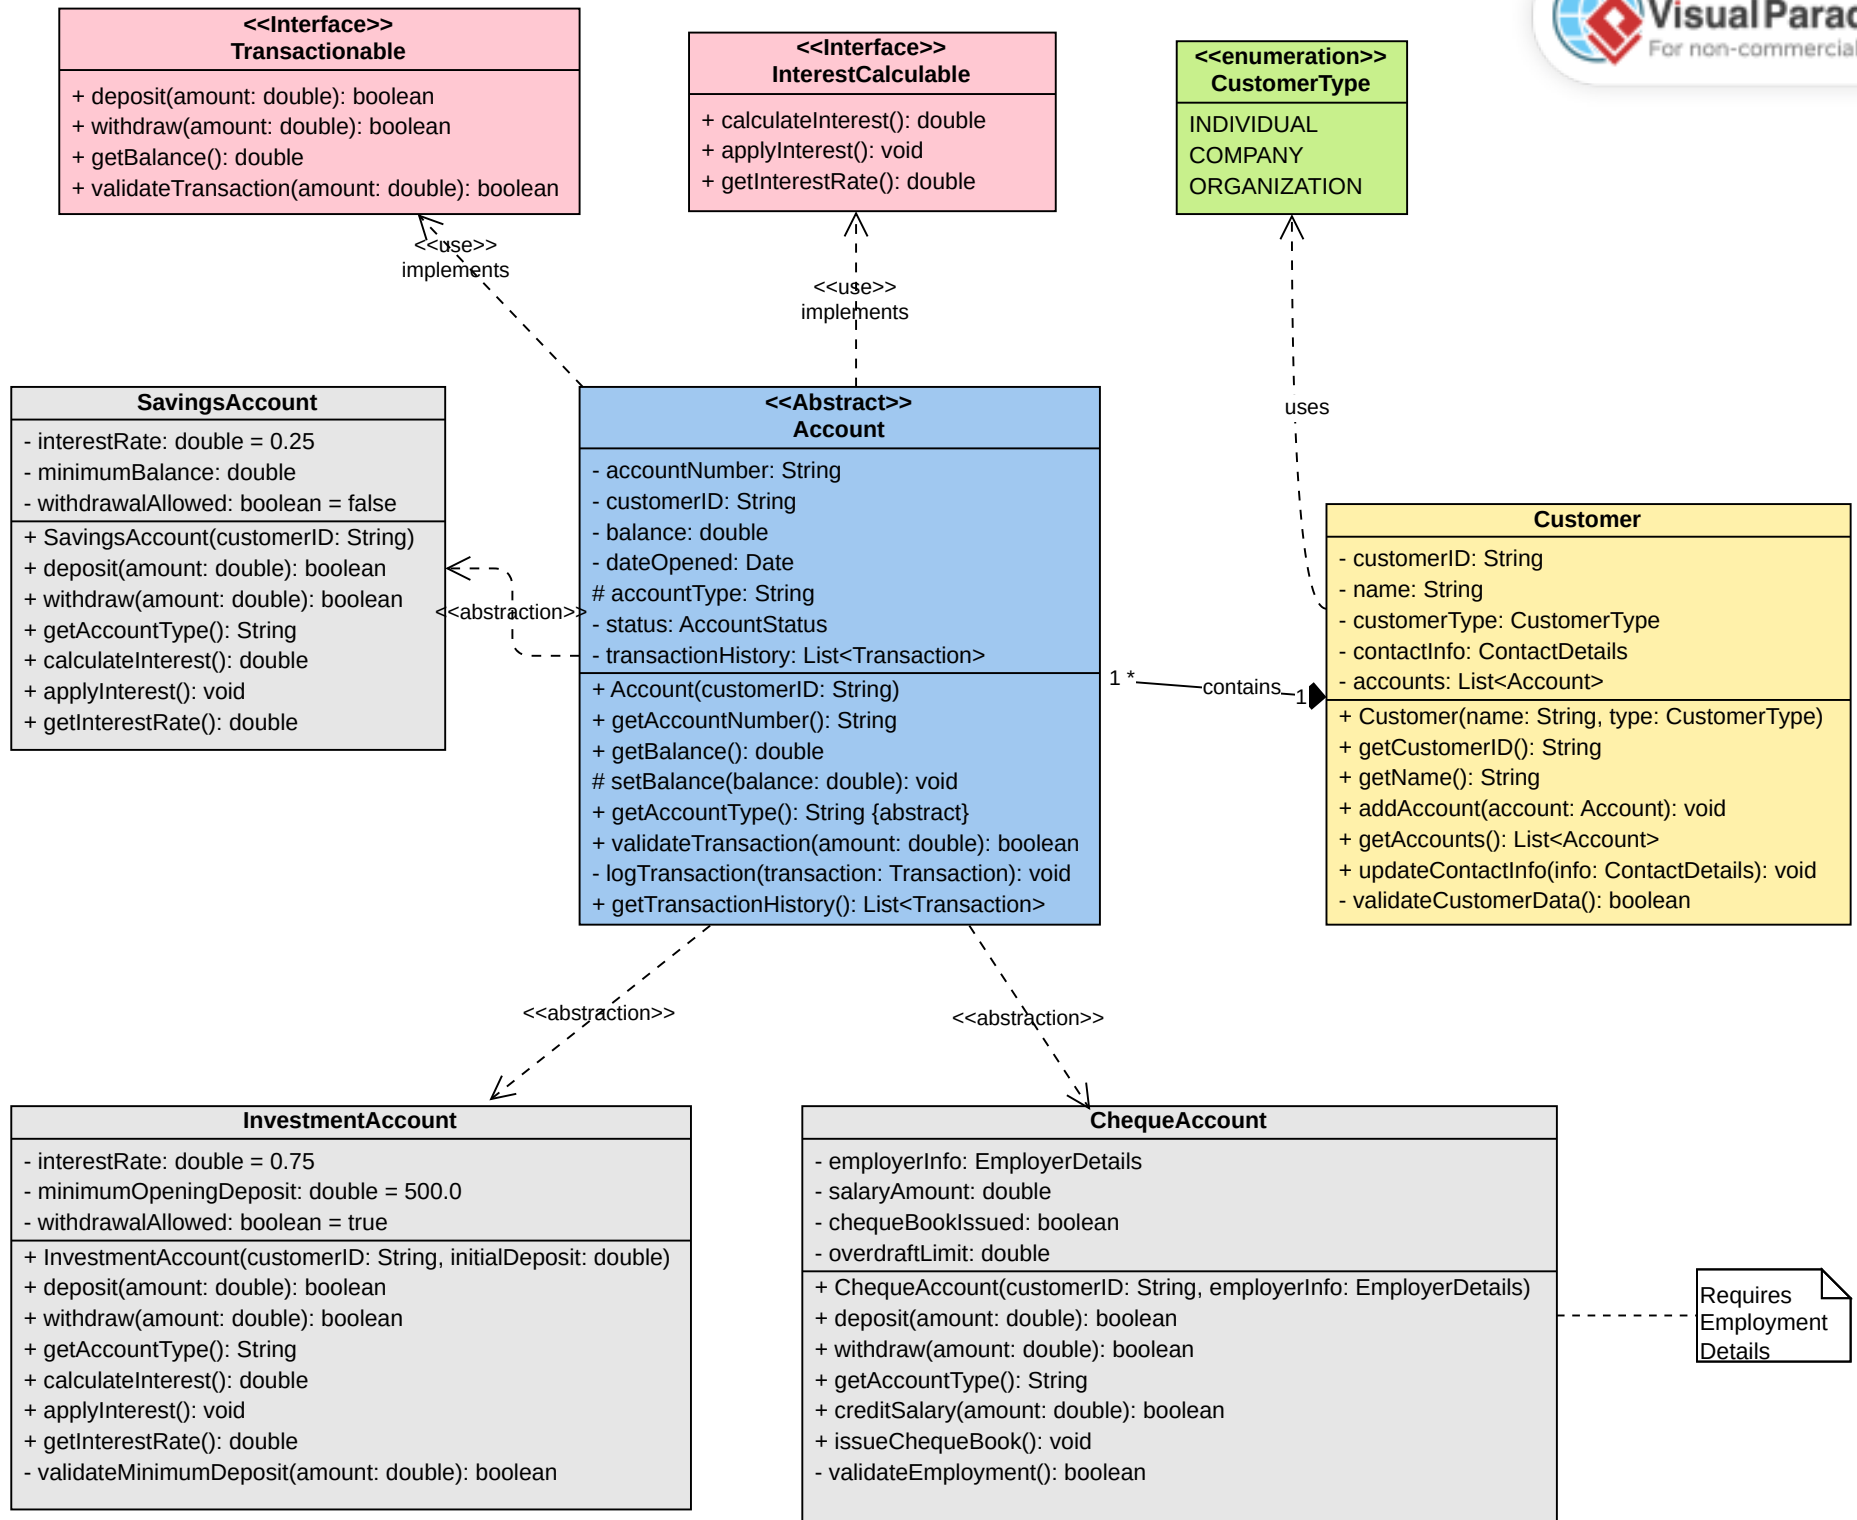 <<Interface>>
Transactionable
+ deposit(amount: double): boolean
+ withdraw(amount: double): boolean
+ getBalance(): double
+ validateTransaction(amount: double): boolean
<<Interface>>
InterestCalculable
+ calculateInterest(): double
+ applyInterest(): void
+ getInterestRate(): double
<<enumeration>>
CustomerType
INDIVIDUAL
COMPANY
ORGANIZATION
Visual Parad
For non-commercial
<<use>>
implements
<<use>>
implements
uses
SavingsAccount
- interestRate: double = 0.25
- minimumBalance: double
- withdrawalAllowed: boolean = false
+ SavingsAccount(customerID: String)
+ deposit(amount: double): boolean
+ withdraw(amount: double): boolean
+ getAccountType(): String
+ calculateInterest(): double
+ applyInterest(): void
+ getInterestRate(): double
<<abstraction>>
<<Abstract>>
Account
- accountNumber: String
- customerID: String
- balance: double
- dateOpened: Date
# accountType: String
- status: AccountStatus
- transactionHistory: List<Transaction>
+ Account(customerID: String)
+ getAccountNumber(): String
+ getBalance(): double
# setBalance(balance: double): void
+ getAccountType(): String {abstract}
+ validateTransaction(amount: double): boolean
- logTransaction(transaction: Transaction): void
+ getTransactionHistory(): List<Transaction>
1 *
contains
1
Customer
- customerID: String
- name: String
- customerType: CustomerType
- contactInfo: ContactDetails
- accounts: List<Account>
+ Customer(name: String, type: CustomerType)
+ getCustomerID(): String
+ getName(): String
+ addAccount(account: Account): void
+ getAccounts(): List<Account>
+ updateContactInfo(info: ContactDetails): void
- validateCustomerData(): boolean
<<abstraction>>
<<abstraction>>
InvestmentAccount
- interestRate: double = 0.75
- minimumOpeningDeposit: double = 500.0
- withdrawalAllowed: boolean = true
+ InvestmentAccount(customerID: String, initialDeposit: double)
+ deposit(amount: double): boolean
+ withdraw(amount: double): boolean
+ getAccountType(): String
+ calculateInterest(): double
+ applyInterest(): void
+ getInterestRate(): double
- validateMinimumDeposit(amount: double): boolean
ChequeAccount
- employerInfo: EmployerDetails
- salaryAmount: double
- chequeBookIssued: boolean
- overdraftLimit: double
+ ChequeAccount(customerID: String, employerInfo: EmployerDetails)
+ deposit(amount: double): boolean
+ withdraw(amount: double): boolean
+ getAccountType(): String
+ creditSalary(amount: double): boolean
+ issueChequeBook(): void
- validateEmployment(): boolean
Requires
Employment
Details